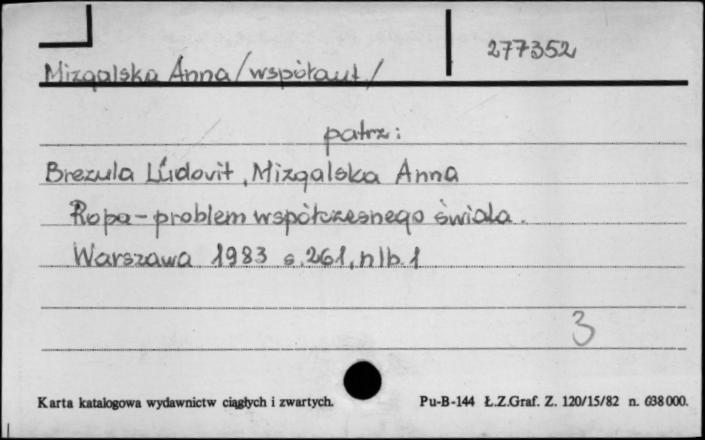 277352
Mizgalska Anna /współaut./
patrz:
Brezula Lúdovit, Mizgalska Anna
Ropa - problem współczesnego świata.
Warszawa 1983 s. 261, nlb. 1
3
Karta katalogowa wydawnictw ciągłych i zwartych.
Pu-B-144 Ł.Z.Graf. Z. 120/15/82 n. 638 000.